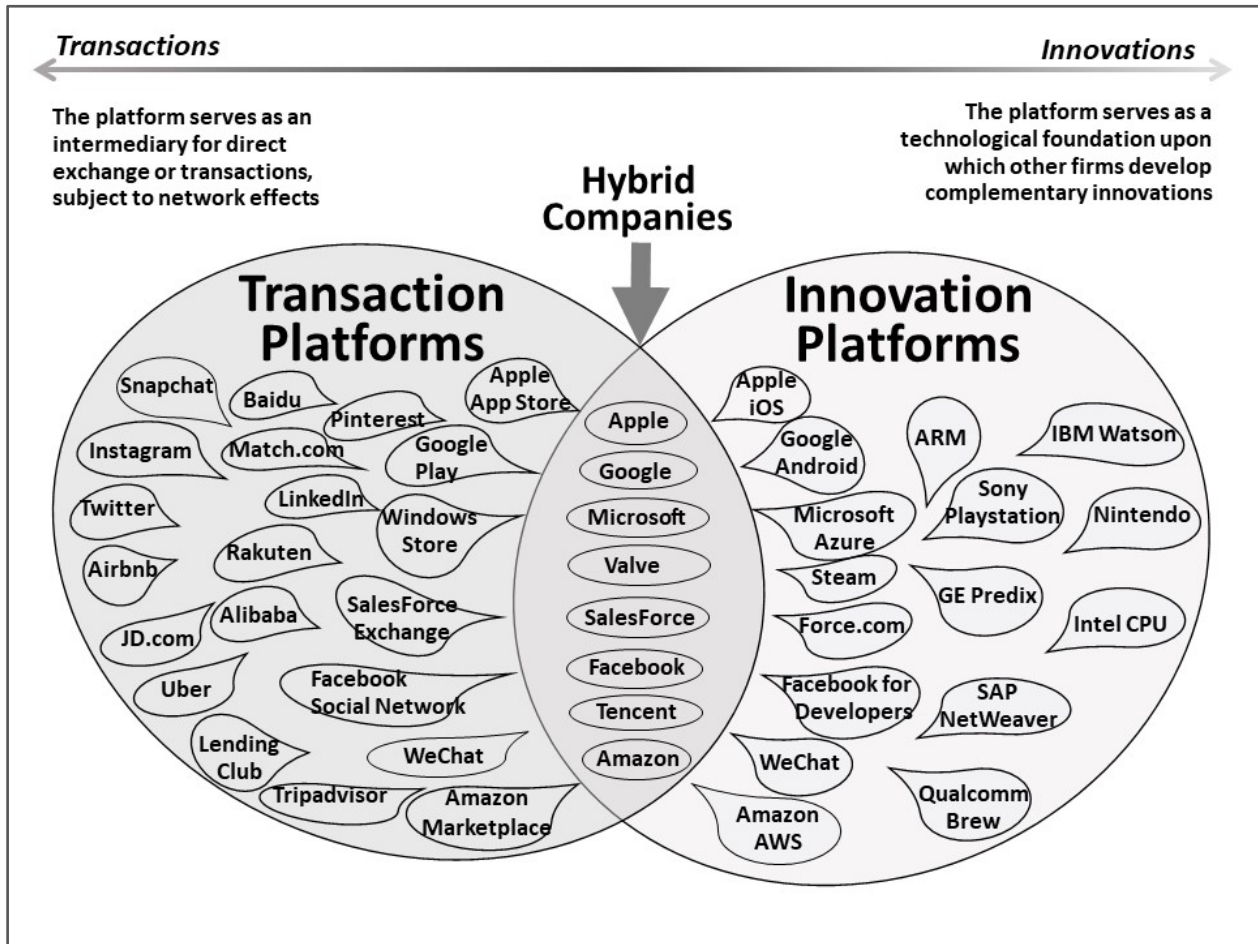 Transactions
Innovations
The platform serves as an
intermediary for direct
exchange or transactions,
subject to network effects
The platform serves as a
technological foundation upon
which other firms develop
complementary innovations
Hybrid
Companies
Transaction
Platforms
Innovation
Platforms
Snapchat
Baidu
Pinterest
Apple
App Store
Instagram
Match.com
Google
Play
Twitter
LinkedIn
Windows
Store
Airbnb
Rakuten
JD.com
Alibaba
SalesForce
Exchange
Uber
Facebook
Social Network
Lending
Club
WeChat
Tripadvisor
Amazon
Marketplace
Apple
Google
Microsoft
Valve
SalesForce
Facebook
Tencent
Amazon
Apple
iOS
Google
Android
ARM
IBM Watson
Microsoft
Azure
Sony
Playstation
Nintendo
Steam
GE Predix
Force.com
Intel CPU
Facebook for
Developers
SAP
NetWeaver
WeChat
Amazon
AWS
Qualcomm
Brew